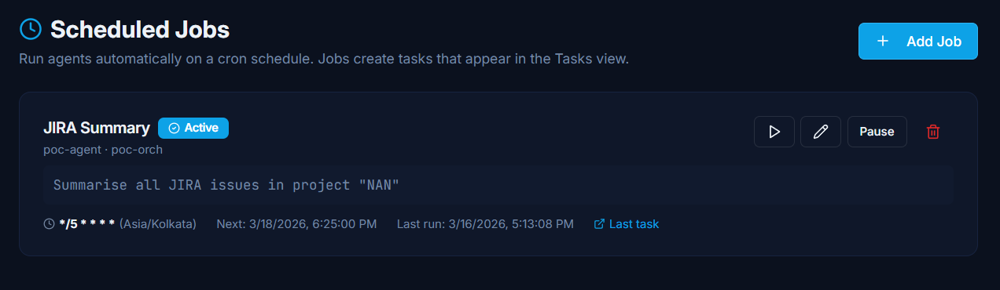 Scheduled Jobs
Run agents automatically on a cron schedule. Jobs create tasks that appear in the Tasks view.
+ Add Job
JIRA Summary Active
Pause
poc-agent · poc-orch
Summarise all JIRA issues in project "NAN"
*/5 * * * * (Asia/Kolkata) Next: 3/18/2026, 6:25:00 PM Last run: 3/16/2026, 5:13:08 PM Last task